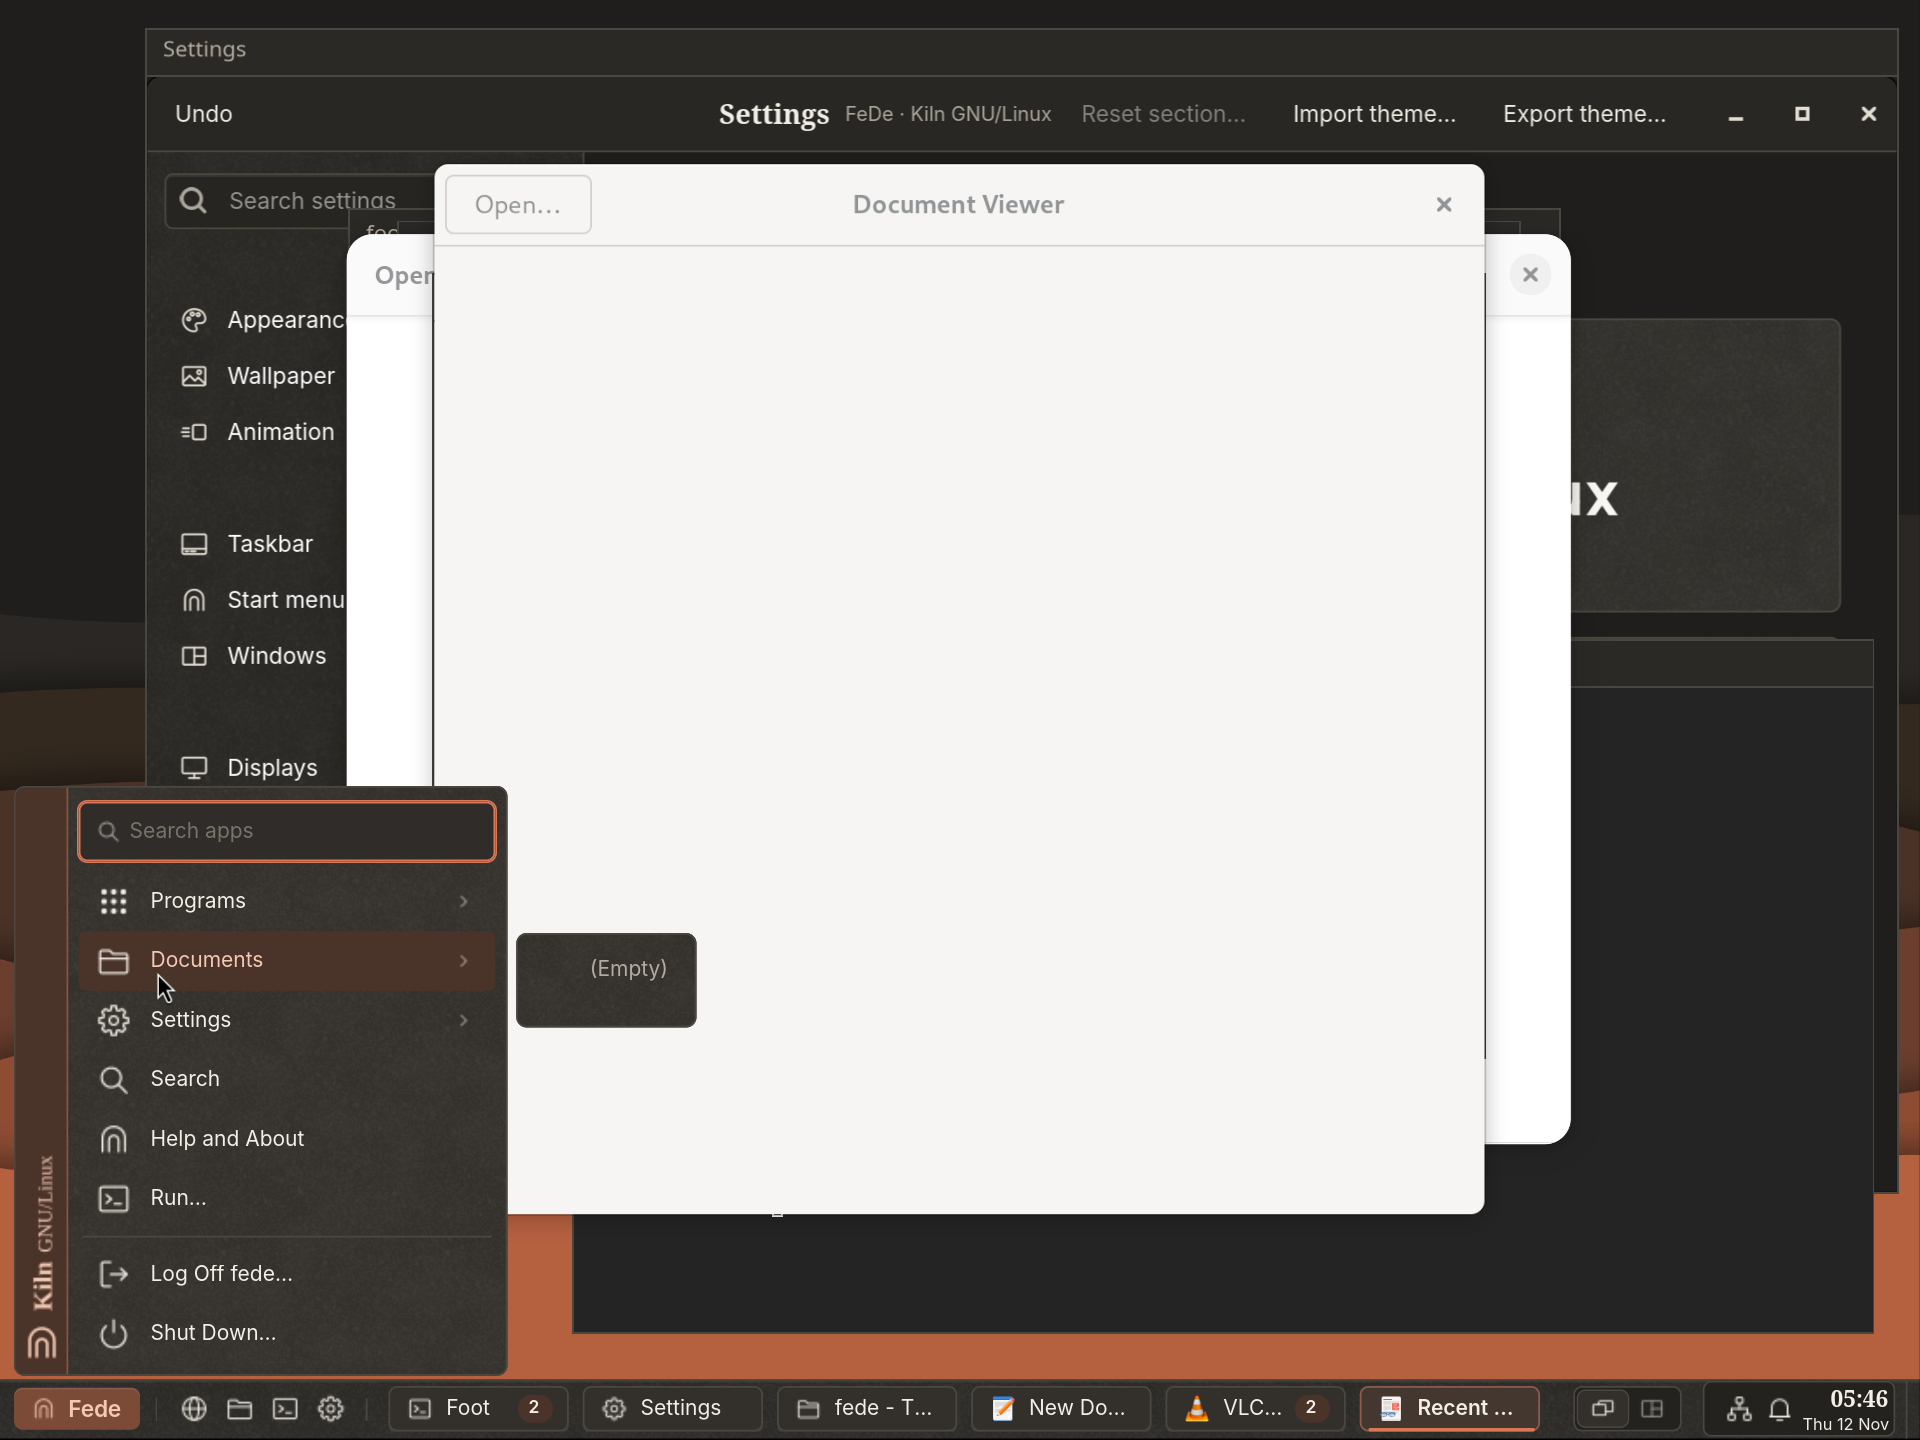 Settings
Undo
Settings FeDe · Kiln GNU/Linux
Reset section...
Import theme...
Export theme...
Search settings
Open...
Document Viewer
Appearanc
Wallpaper
Animation
Taskbar
Start menu
Windows
Displays
Search apps
Programs
Documents
(Empty)
Settings
Search
Help and About
Run...
Log Off fede...
Shut Down...
Kiln GNU/Linux
Fede
Foot 2
Settings
fede - T...
New Do...
VLC... 2
Recent ...
05:46
Thu 12 Nov